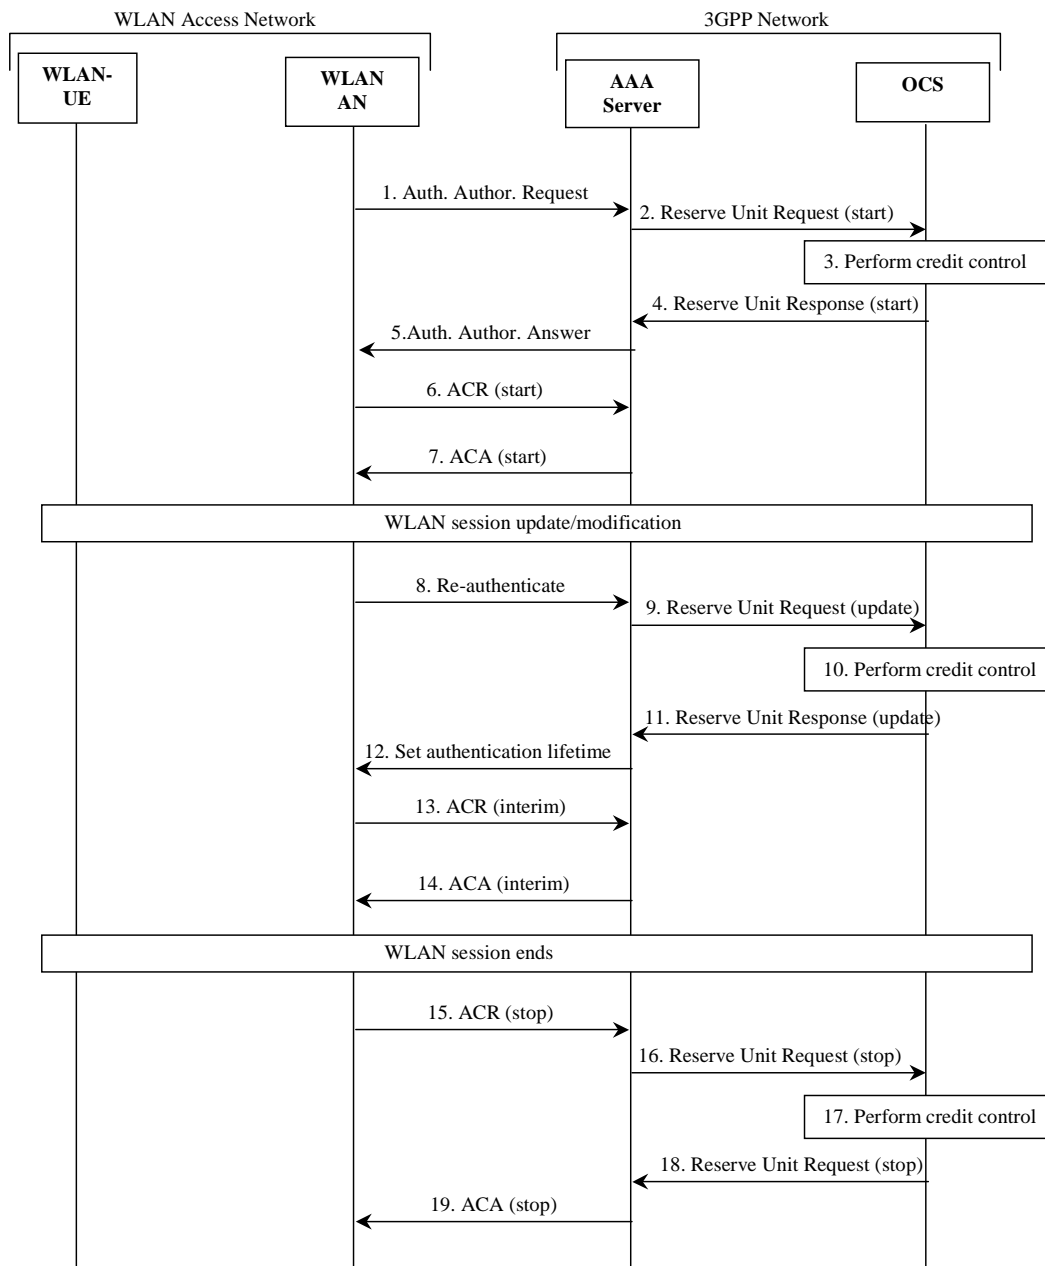 WLAN Access Network
3GPP Network
WLAN-
UE
WLAN
AN
AAA
Server
OCS
1. Auth. Author. Request
2. Reserve Unit Request (start)
3. Perform credit control
4. Reserve Unit Response (start)
5.Auth. Author. Answer
6. ACR (start)
7. ACA (start)
WLAN session update/modification
8. Re-authenticate
9. Reserve Unit Request (update)
10. Perform credit control
11. Reserve Unit Response (update)
12. Set authentication lifetime
13. ACR (interim)
14. ACA (interim)
WLAN session ends
15. ACR (stop)
16. Reserve Unit Request (stop)
17. Perform credit control
18. Reserve Unit Request (stop)
19. ACA (stop)